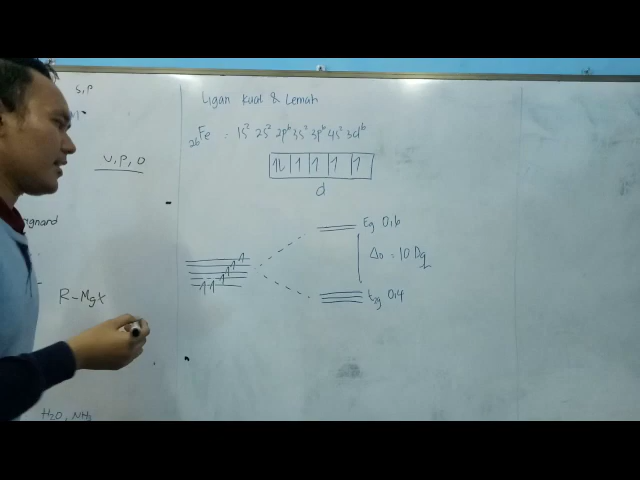 S, P
U, P, O
gnard
R-MgX
H2O, NH3
Ligan Kuat & Lemah
26Fe = 1s² 2s² 2p⁶ 3s² 3p⁶ 4s² 3d⁶
d
Eg 0,6
Δo = 10 Dq
t2g 0,4